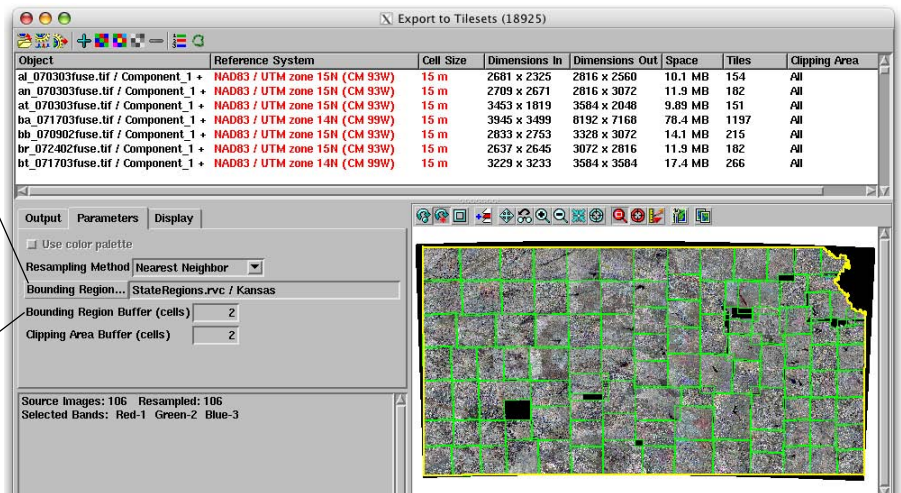 Export to Tilesets (18925)
Object Reference System Cell Size Dimensions In Dimensions Out Space Tiles Clipping Area
al_070303fuse.tif / Component_1 + NAD83 / UTM zone 15N (CM 93W) 15 m 2681 x 2325 2816 x 2560 10.1 MB 154 All
an_070303fuse.tif / Component_1 + NAD83 / UTM zone 15N (CM 93W) 15 m 2709 x 2671 2816 x 3072 11.9 MB 182 All
at_070303fuse.tif / Component_1 + NAD83 / UTM zone 15N (CM 93W) 15 m 3453 x 1819 3584 x 2048 9.89 MB 151 All
ba_071703fuse.tif / Component_1 + NAD83 / UTM zone 14N (CM 99W) 15 m 3945 x 3499 8192 x 7168 78.4 MB 1197 All
bb_070902fuse.tif / Component_1 + NAD83 / UTM zone 15N (CM 93W) 15 m 2833 x 2753 3328 x 3072 14.1 MB 215 All
br_072402fuse.tif / Component_1 + NAD83 / UTM zone 15N (CM 93W) 15 m 2637 x 2645 3072 x 2816 11.9 MB 182 All
bt_071703fuse.tif / Component_1 + NAD83 / UTM zone 14N (CM 99W) 15 m 3229 x 3233 3584 x 3584 17.4 MB 266 All
Output Parameters Display
Use color palette
Resampling Method Nearest Neighbor
Bounding Region... StateRegions.rvc / Kansas
Bounding Region Buffer (cells) 2
Clipping Area Buffer (cells) 2
Source Images: 106 Resampled: 106
Selected Bands: Red-1 Green-2 Blue-3